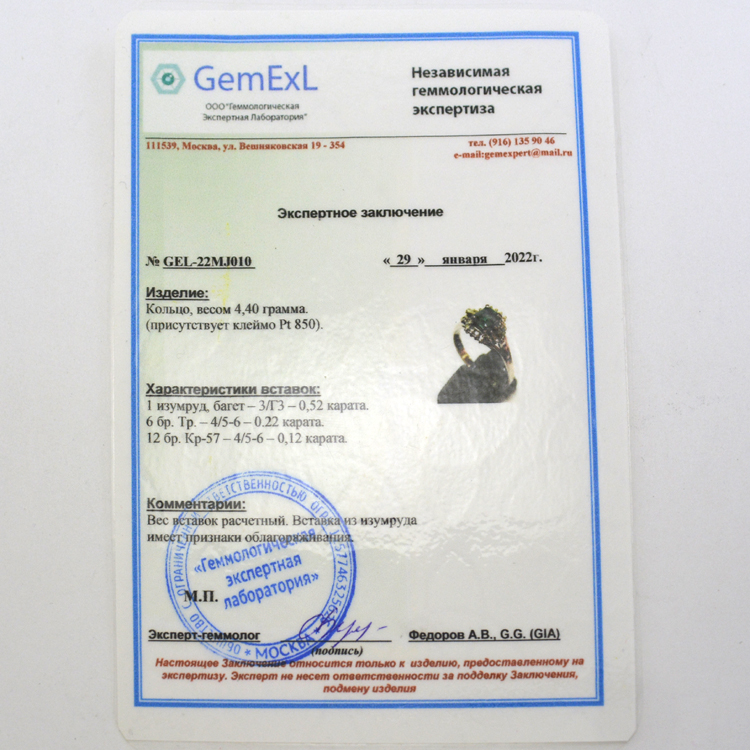 GemExL
ООО"Геммологическая
Экспертная Лаборатория"
Независимая
геммологическая
экспертиза
111539, Москва, ул. Вешняковская 19 - 354
тел. (916) 135 90 46
e-mail:gemexpert@mail.ru
Экспертное заключение
№ GEL-22MJ010 « 29 » января 2022г.
Изделие:
Кольцо, весом 4,40 грамма.
(присутствует клеймо Pt 850).
Характеристики вставок:
1 изумруд, багет – 3/Г3 – 0,52 карата.
6 бр. Тр. – 4/5-6 – 0.22 карата.
12 бр. Кр-57 – 4/5-6 – 0,12 карата.
Комментарии:
Вес вставок расчетный. Вставка из изумруда
имеет признаки облагораживания.
«Геммологическая
экспертная
лаборатория»
* МОСКВА *
М.П.
Эксперт-геммолог Федоров А.В., G.G. (GIA)
(подпись)
Настоящее Заключение относится только к изделию, предоставленному на
экспертизу. Эксперт не несет ответственности за подделку Заключения,
подмену изделия